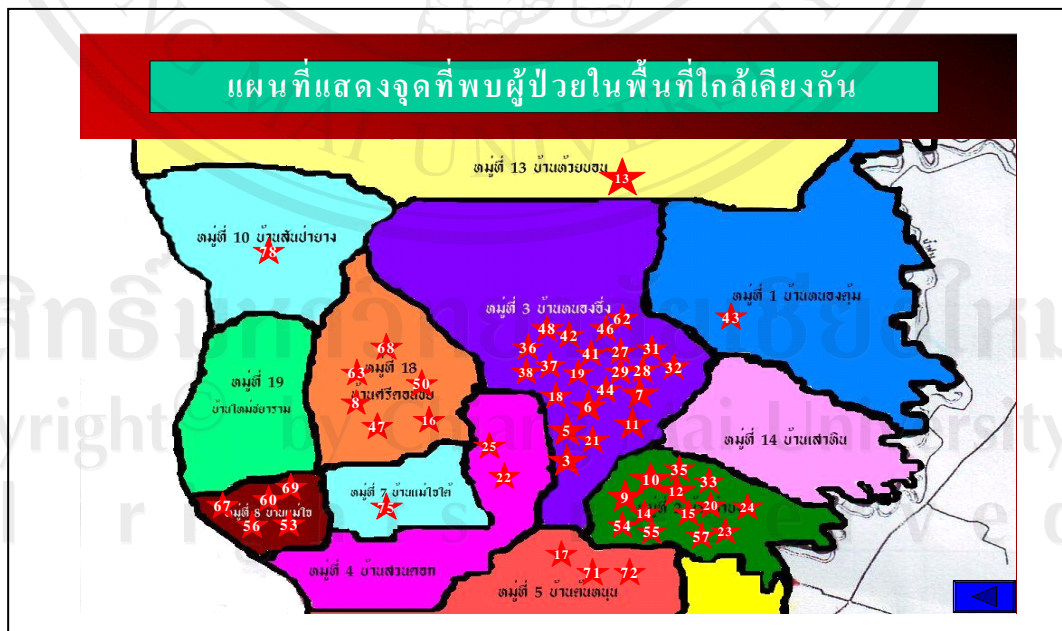 แผนที่แสดงจุดที่พบผู้ป่วยในพื้นที่ใกล้เคียงกัน
หมู่ที่ 13 บ้านห้วยบอน
13
หมู่ที่ 10 บ้านสันป่ายาง
78
หมู่ที่ 1 บ้านหนองตุ้ม
43
หมู่ที่ 3 บ้านหนองอึ่ง
62
48 42 46
36 41 27 31
38 37 19 29 28 32
18 44 7
6
5 21 11
3
68
63 หมู่ที่ 18
50
8
47 16
หมู่ที่ 19
บ้านใหม่ชยาราม
หมู่ที่ 14 บ้านเสาหิน
25
22
หมู่ที่ 7 บ้านแม่ใจใต้
75
69
67 60
หมู่ที่ 8 บ้านแม่ใจ
56 53
35
10 33
9 12
14 15 20 24
54 55 57 23
หมู่ที่ 4 บ้านสวนดอก
17
71 72
หมู่ที่ 5 บ้านต้นหนุน